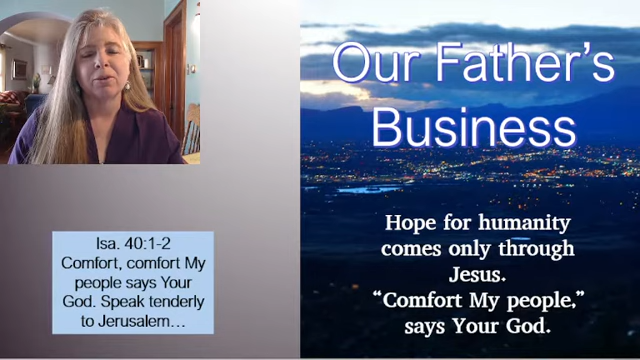 Our Father's
Business
Hope for humanity
comes only through
Jesus.
“Comfort My people,”
says Your God.
Isa. 40:1-2
Comfort, comfort My
people says Your
God. Speak tenderly
to Jerusalem…